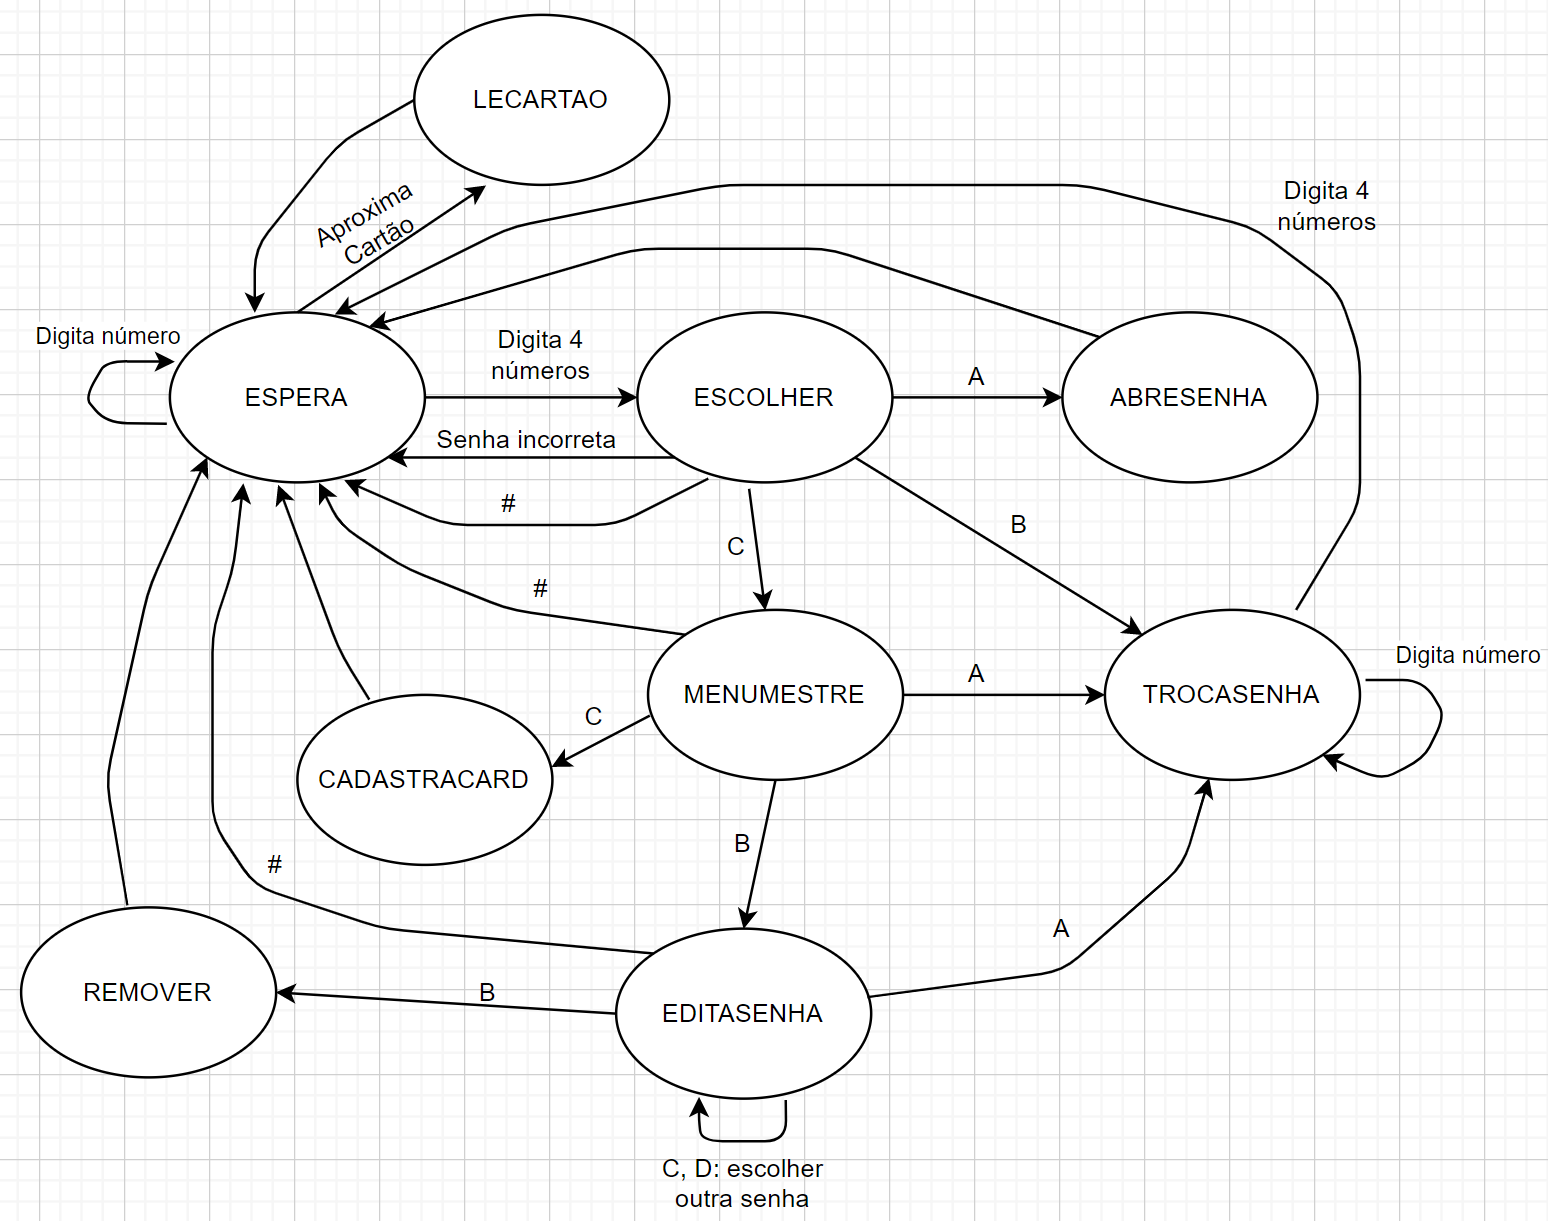 LECARTAO
Aproxima
Cartão
Digita 4
números
Digita número
Digita 4
números
ESPERA
ESCOLHER
A
ABRESENHA
Senha incorreta
#
B
C
#
Digita número
A
MENUMESTRE
TROCASENHA
C
CADASTRACARD
B
#
A
REMOVER
B
EDITASENHA
C, D: escolher
outra senha